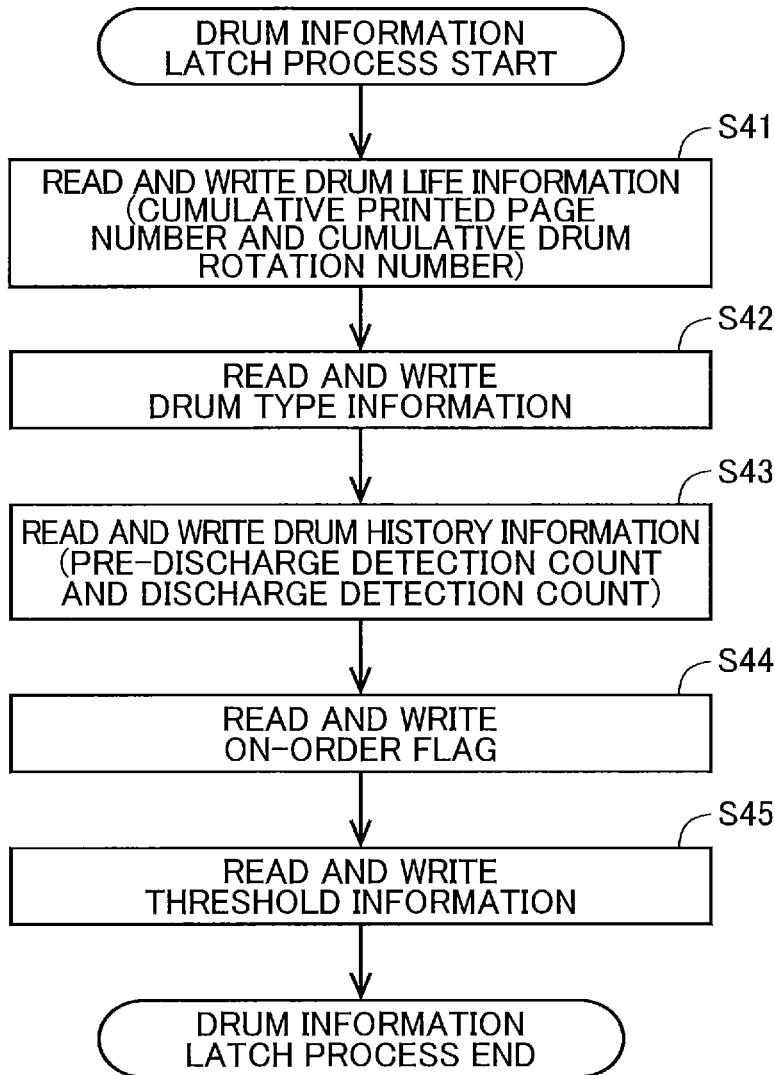 DRUM INFORMATION
LATCH PROCESS START
S41
READ AND WRITE DRUM LIFE INFORMATION
(CUMULATIVE PRINTED PAGE
NUMBER AND CUMULATIVE DRUM
ROTATION NUMBER)
S42
READ AND WRITE
DRUM TYPE INFORMATION
S43
READ AND WRITE DRUM HISTORY INFORMATION
(PRE-DISCHARGE DETECTION COUNT
AND DISCHARGE DETECTION COUNT)
S44
READ AND WRITE
ON-ORDER FLAG
S45
READ AND WRITE
THRESHOLD INFORMATION
DRUM INFORMATION
LATCH PROCESS END